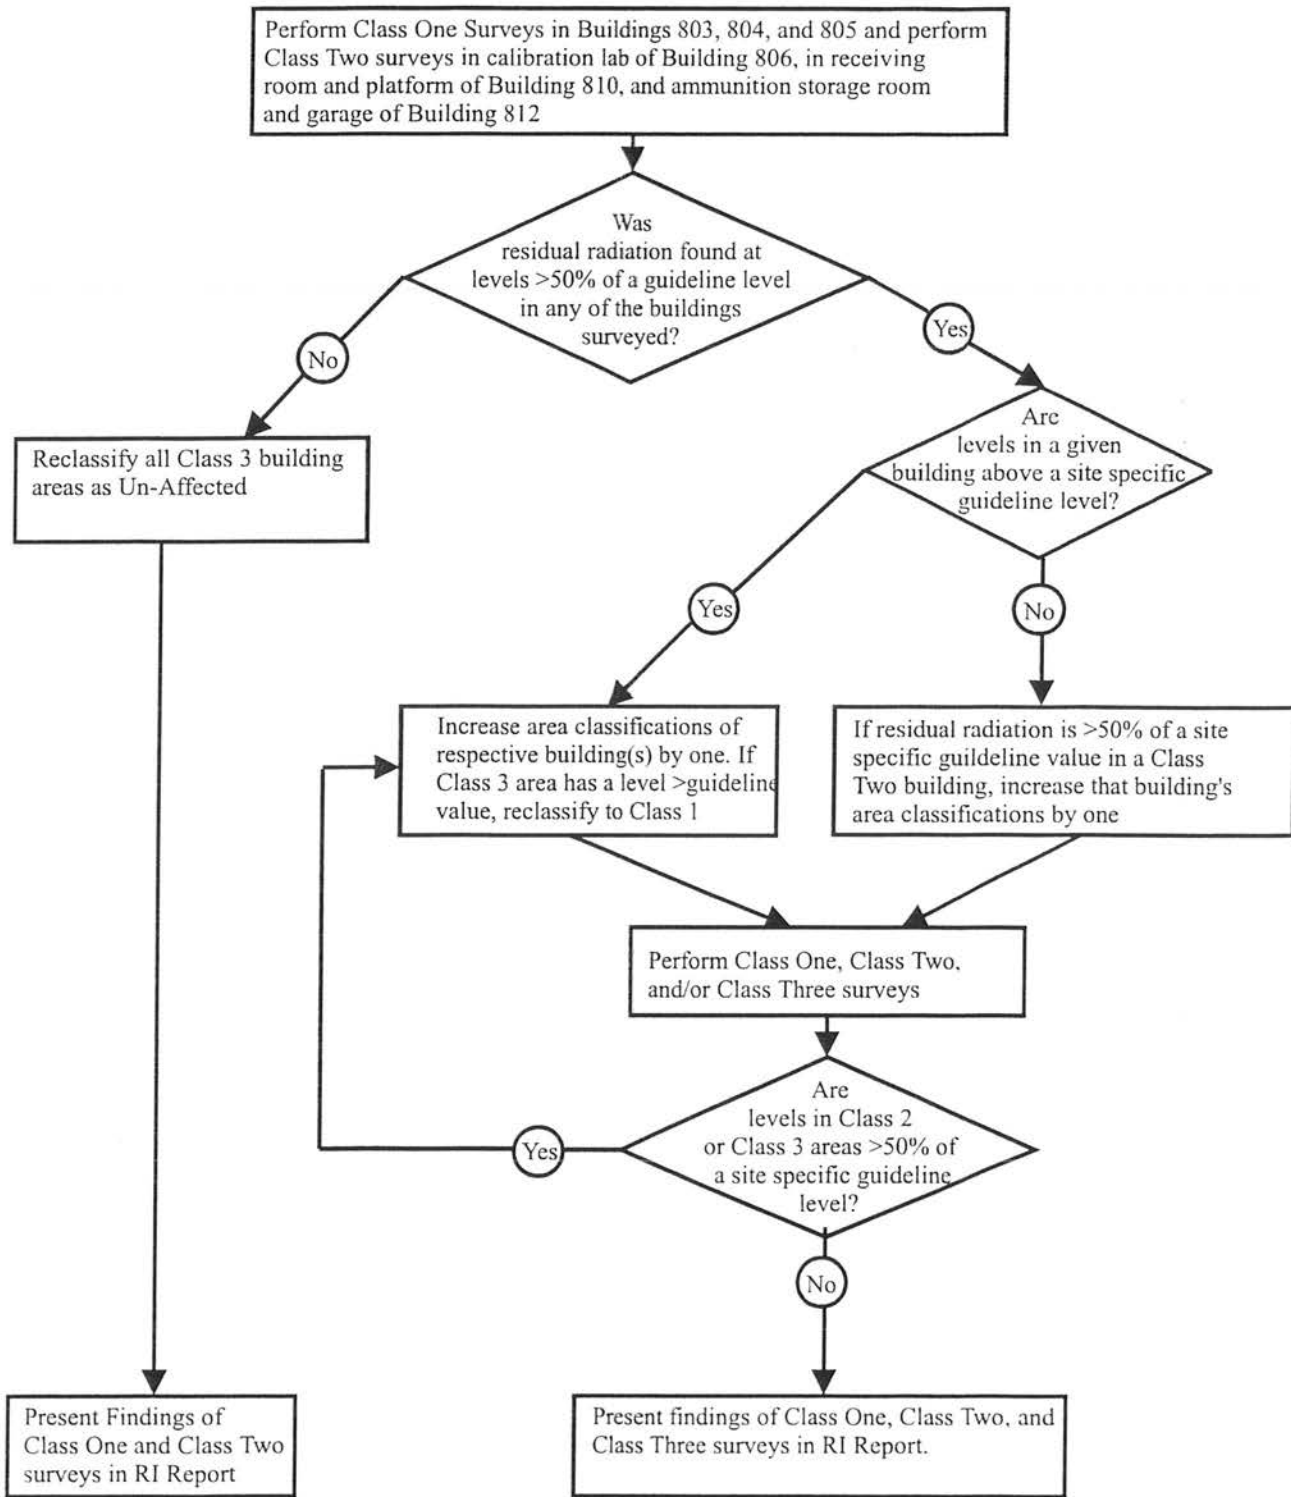 Perform Class One Surveys in Buildings 803, 804, and 805 and perform
Class Two surveys in calibration lab of Building 806, in receiving
room and platform of Building 810, and ammunition storage room
and garage of Building 812
Was
residual radiation found at
levels >50% of a guideline level
in any of the buildings
surveyed?
No
Yes
Reclassify all Class 3 building
areas as Un-Affected
Are
levels in a given
building above a site specific
guideline level?
Yes
No
Increase area classifications of
respective building(s) by one. If
Class 3 area has a level >guideline
value, reclassify to Class 1
If residual radiation is >50% of a site
specific guildeline value in a Class
Two building, increase that building's
area classifications by one
Perform Class One, Class Two,
and/or Class Three surveys
Are
levels in Class 2
or Class 3 areas >50% of
a site specific guideline
level?
Yes
No
Present Findings of
Class One and Class Two
surveys in RI Report
Present findings of Class One, Class Two, and
Class Three surveys in RI Report.